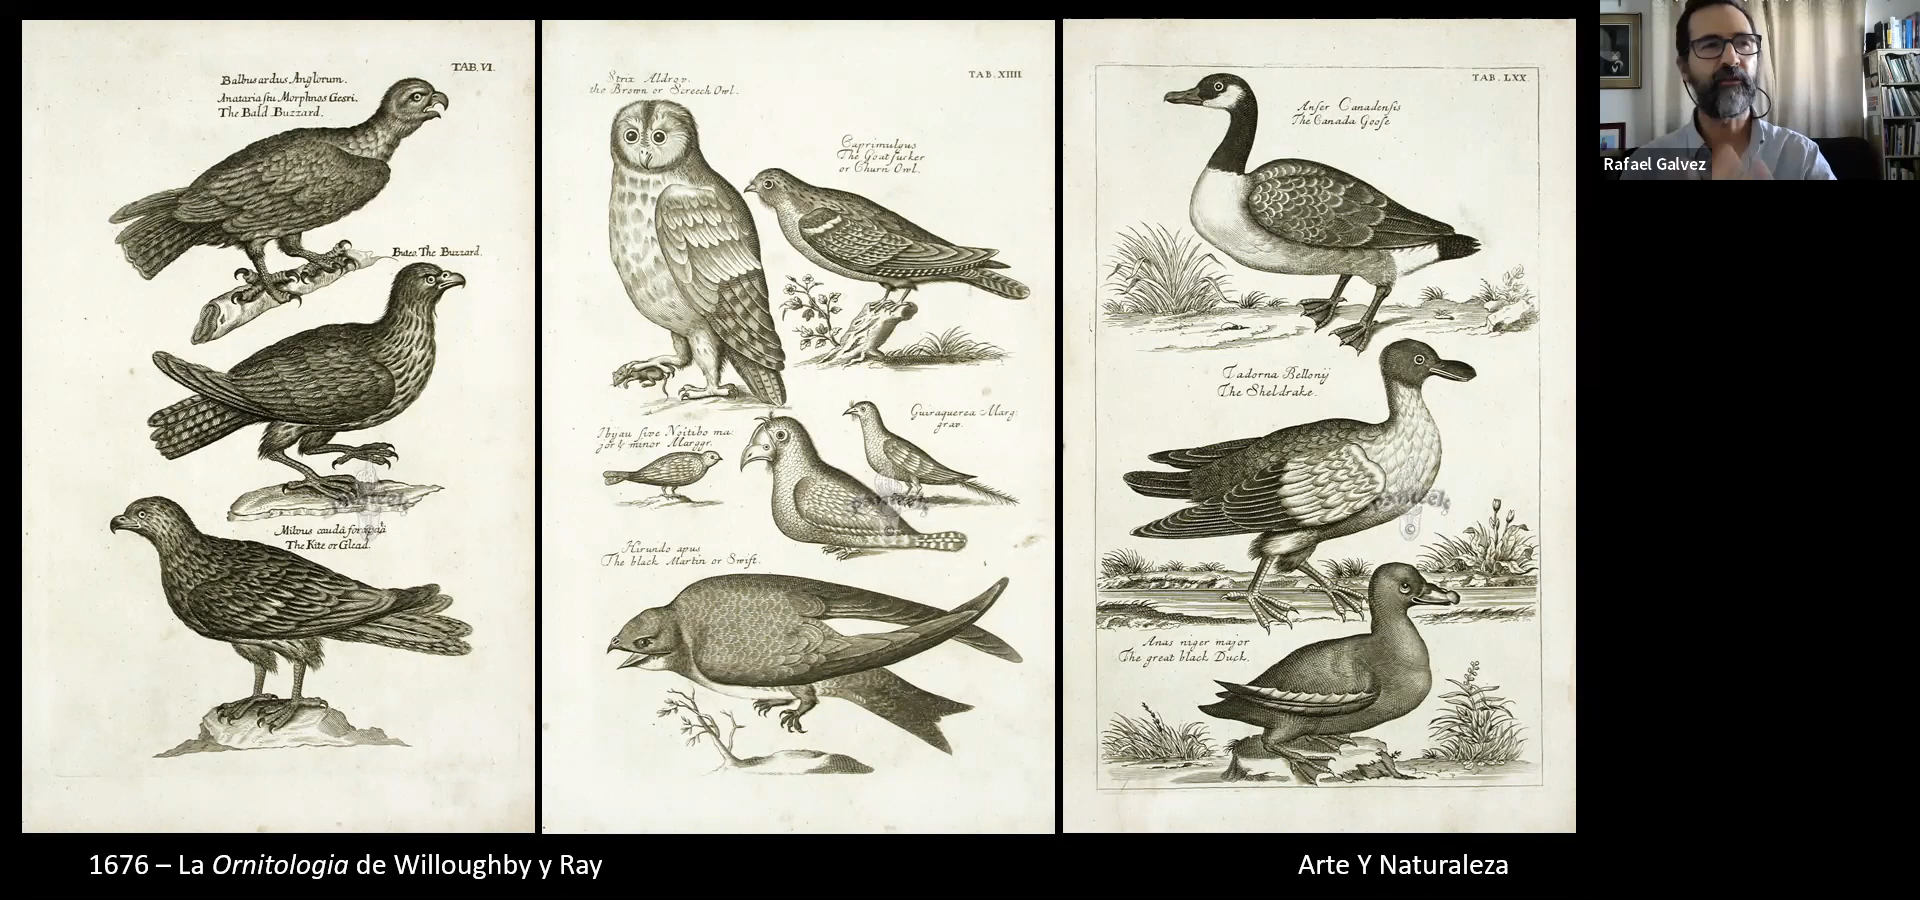 TAB. VI.
Balbusardus Anglorum.
Anataria ſiu Morphnos Gesri.
The Bald Buzzard.
Buteo. The Buzzard.
Milvus caudâ forcipatâ
The Kite or Glead.
TAB. XIIII
Strix Aldrov.
the Brown or Screech Owl.
Caprimulgus
The Goatſucker
or Churn Owl.
Guiraquerea Marg:
grav.
Ibyau ſive Noitibo ma:
jor & minor Marggr.
Hirundo apus
The black Martin or Swift.
TAB. LXX.
Anſer Canadenſis
The Canada Gooſe
Tadorna Bellonij
The Sheldrake.
Anas niger major
The great black Duck.
panteek
©
panteek
©
panteek
©
Rafael Galvez
1676 – La Ornitologia de Willoughby y Ray
Arte Y Naturaleza